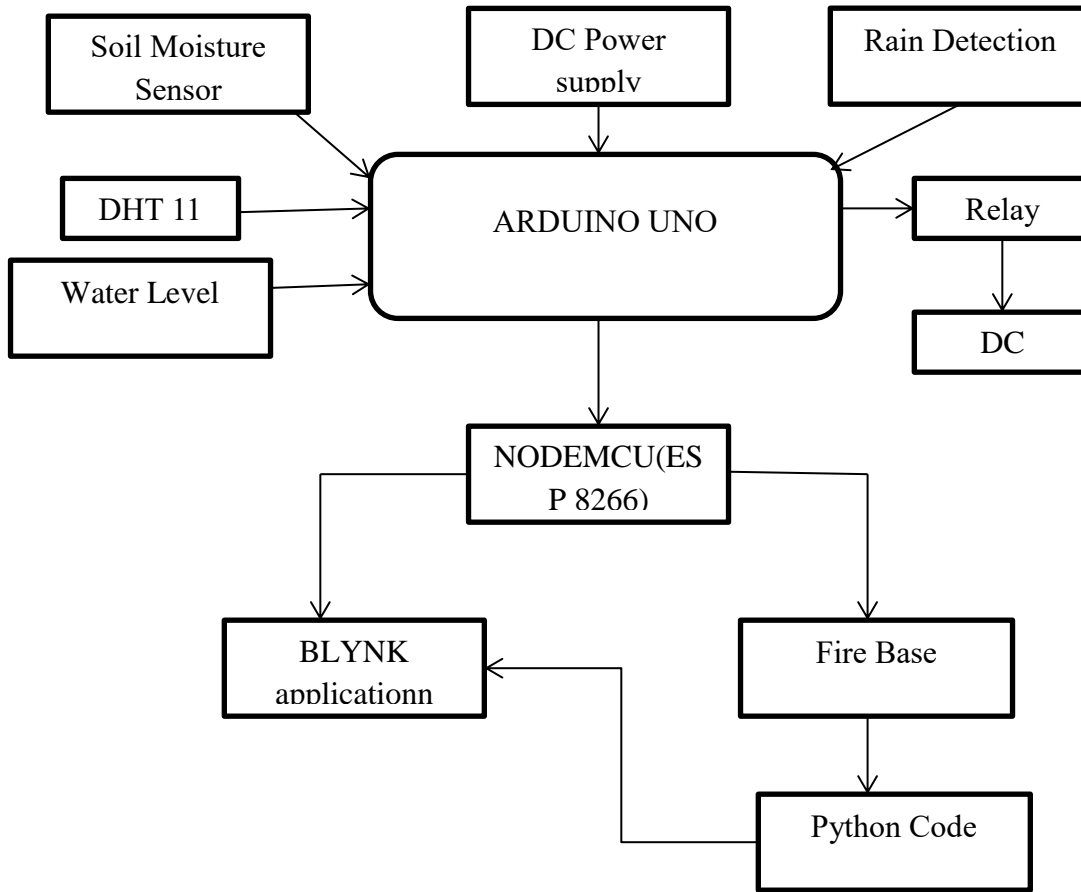 Soil Moisture
Sensor
DC Power
supply
Rain Detection
DHT 11
ARDUINO UNO
Relay
Water Level
DC
NODEMCU(ES
P 8266)
BLYNK
applicationn
Fire Base
Python Code